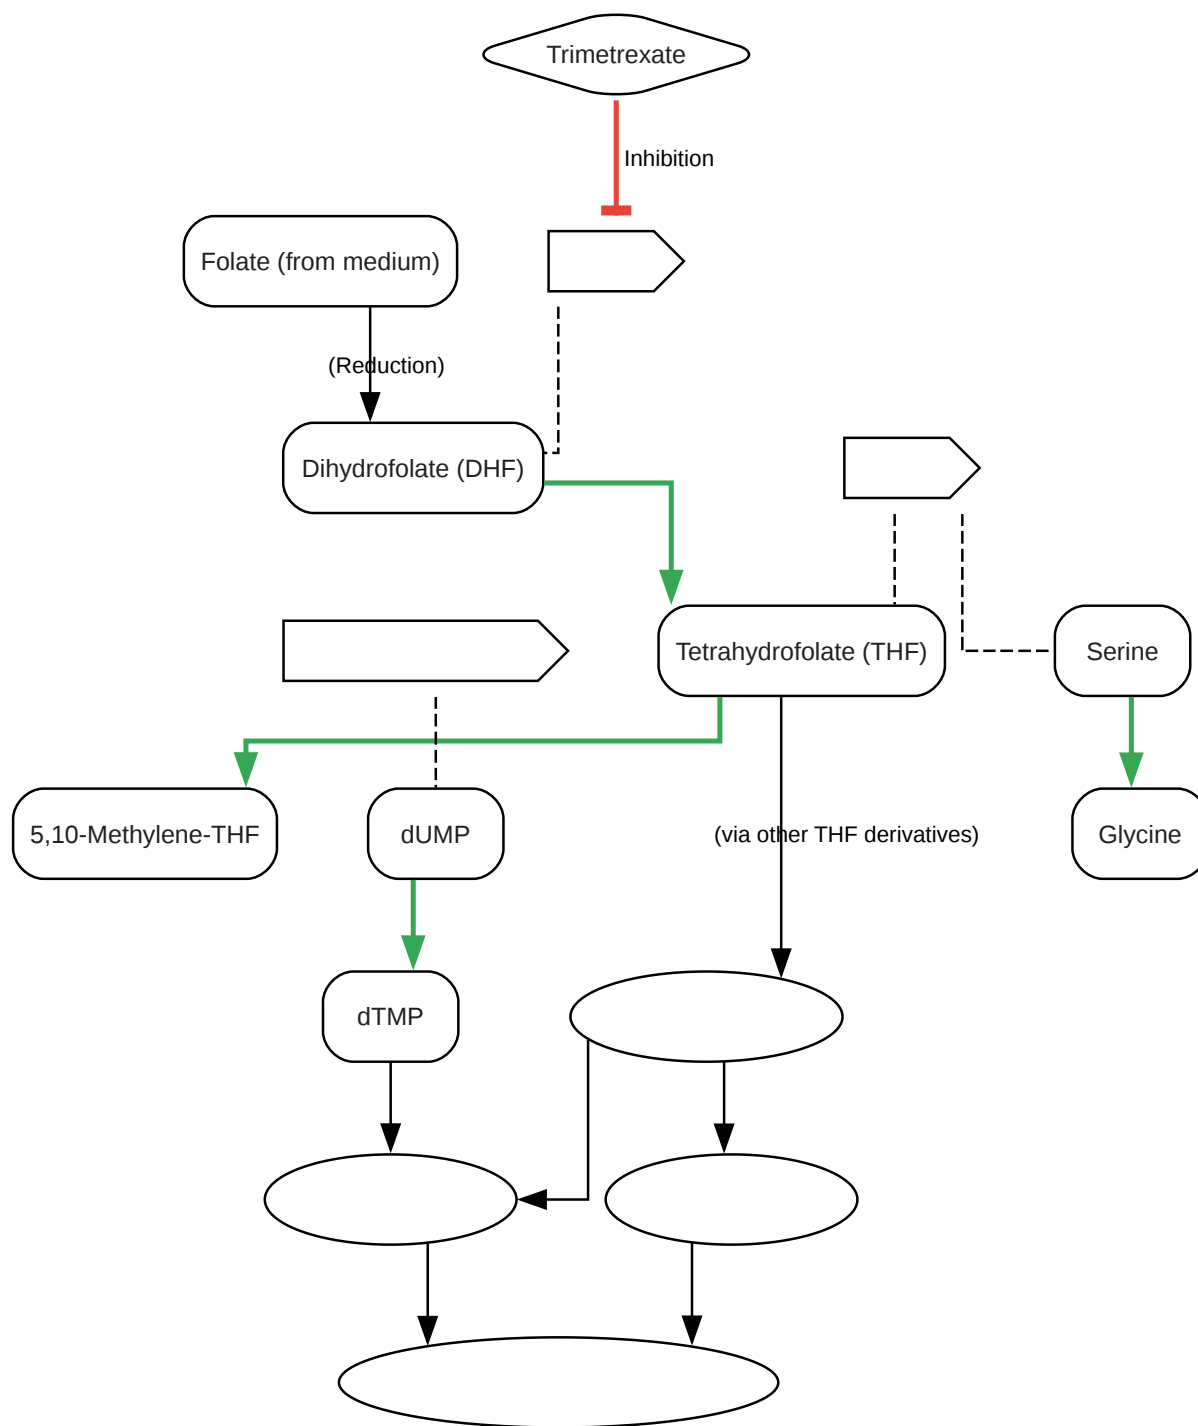 Trimetrexate
Inhibition
Folate (from medium)
(Reduction)
Dihydrofolate (DHF)
Tetrahydrofolate (THF)
Serine
5,10-Methylene-THF
dUMP
(via other THF derivatives)
Glycine
dTMP